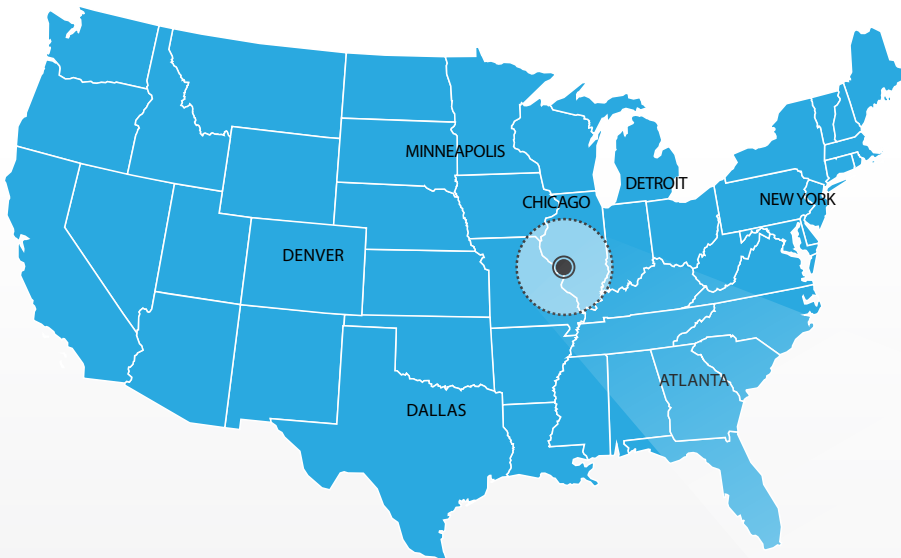 MINNEAPOLIS
DETROIT
CHICAGO
NEW YORK
DENVER
ATLANTA
DALLAS